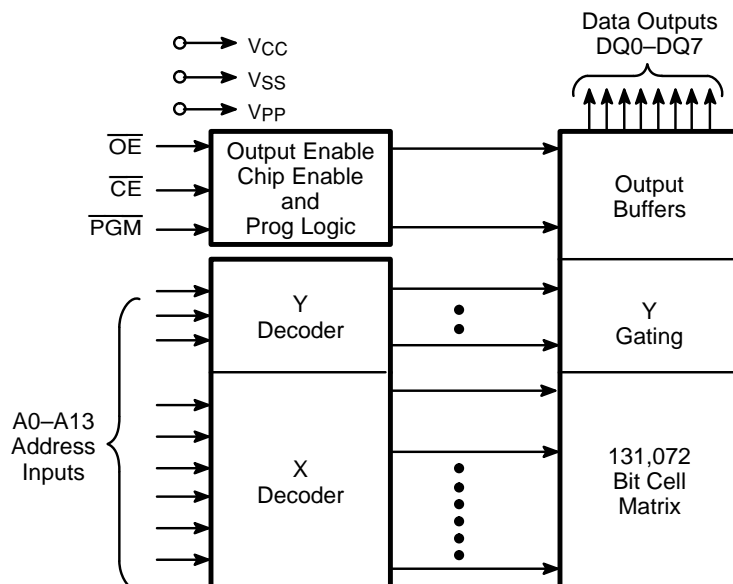 Data Outputs
DQ0–DQ7
VCC
VSS
VPP
OE
CE
PGM
Output Enable
Chip Enable
and
Prog Logic
Output
Buffers
Y
Decoder
Y
Gating
A0–A13
Address
Inputs
X
Decoder
131,072
Bit Cell
Matrix